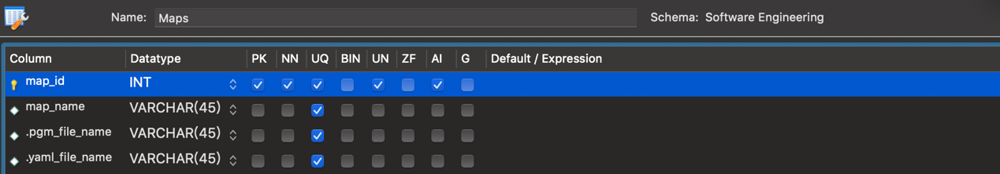 Name: Maps Schema: Software Engineering
Column Datatype PK NN UQ BIN UN ZF AI G Default / Expression
map_id INT
map_name VARCHAR(45)
.pgm_file_name VARCHAR(45)
.yaml_file_name VARCHAR(45)